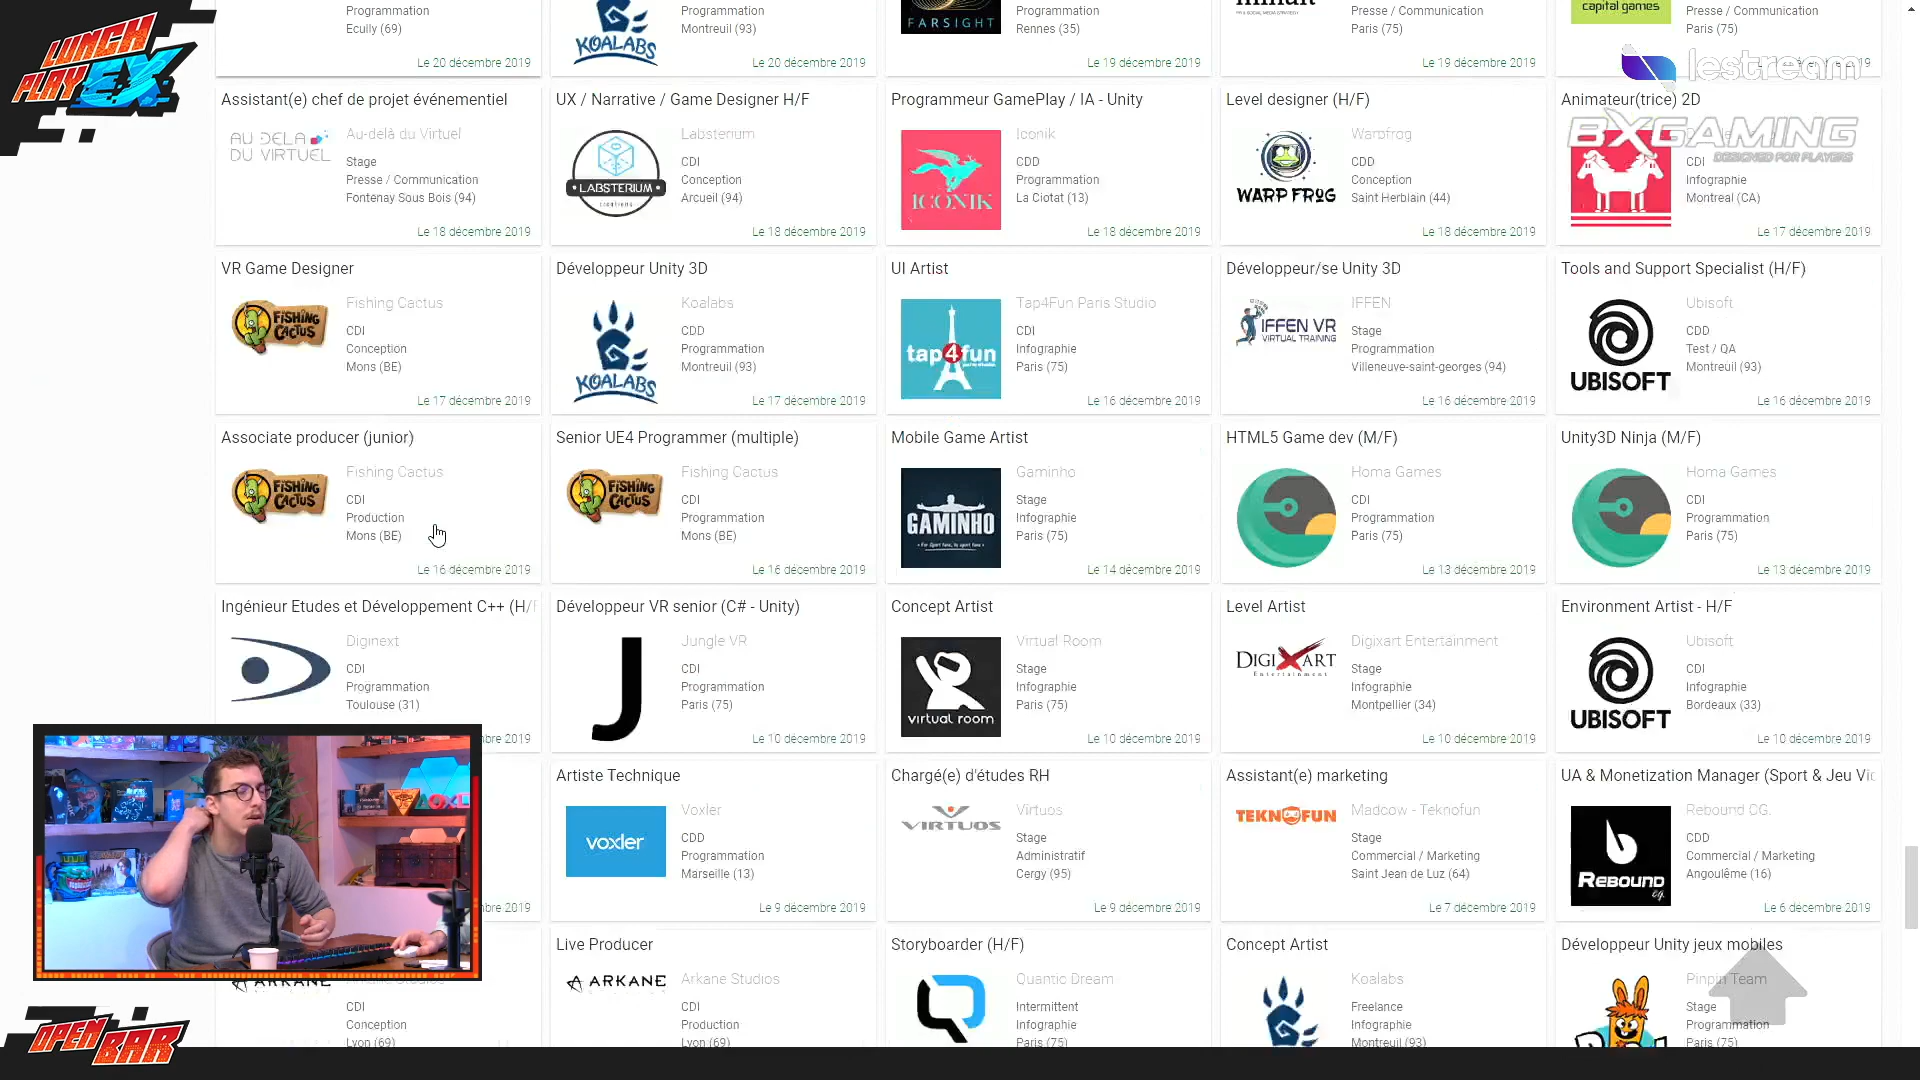 Programmation
Ecully (69)
Le 20 décembre 2019
KOALABS
Programmation
Montreuil (93)
Le 20 décembre 2019
FARSIGHT
Programmation
Rennes (35)
Le 19 décembre 2019
Presse / Communication
Paris (75)
Le 19 décembre 2019
capital games
Presse / Communication
Paris (75)
lestream
LUNCH PLAY EX
Assistant(e) chef de projet événementiel
AU DELA DU VIRTUEL
Au-delà du Virtuel
Stage
Presse / Communication
Fontenay Sous Bois (94)
Le 18 décembre 2019
UX / Narrative / Game Designer H/F
LABSTERIUM
Labsterium
CDI
Conception
Arcueil (94)
Le 18 décembre 2019
Programmeur GamePlay / IA - Unity
ICONIK
Iconik
CDD
Programmation
La Ciotat (13)
Le 18 décembre 2019
Level designer (H/F)
WARP FROG
Warpfrog
CDD
Conception
Saint Herblain (44)
Le 18 décembre 2019
Animateur(trice) 2D
BXGAMING
DESIGNED FOR PLAYERS
CDI
Infographie
Montreal (CA)
Le 17 décembre 2019
VR Game Designer
FISHING CACTUS
Fishing Cactus
CDI
Conception
Mons (BE)
Le 17 décembre 2019
Développeur Unity 3D
KOALABS
Koalabs
CDD
Programmation
Montreuil (93)
Le 17 décembre 2019
UI Artist
tap4fun
Tap4Fun Paris Studio
CDI
Infographie
Paris (75)
Le 16 décembre 2019
Développeur/se Unity 3D
IFFEN VR
VIRTUAL TRAINING
IFFEN
Stage
Programmation
Villeneuve-saint-georges (94)
Le 16 décembre 2019
Tools and Support Specialist (H/F)
UBISOFT
Ubisoft
CDD
Test / QA
Montreuil (93)
Le 16 décembre 2019
Associate producer (junior)
FISHING CACTUS
Fishing Cactus
CDI
Production
Mons (BE)
Le 16 décembre 2019
Senior UE4 Programmer (multiple)
FISHING CACTUS
Fishing Cactus
CDI
Programmation
Mons (BE)
Le 16 décembre 2019
Mobile Game Artist
GAMINHO
Gaminho
Stage
Infographie
Paris (75)
Le 14 décembre 2019
HTML5 Game dev (M/F)
Homa Games
CDI
Programmation
Paris (75)
Le 13 décembre 2019
Unity3D Ninja (M/F)
Homa Games
CDI
Programmation
Paris (75)
Le 13 décembre 2019
Ingénieur Etudes et Développement C++ (H/F
Diginext
CDI
Programmation
Toulouse (31)
bre 2019
Développeur VR senior (C# - Unity)
J
Jungle VR
CDI
Programmation
Paris (75)
Le 10 décembre 2019
Concept Artist
virtual room
Virtual Room
Stage
Infographie
Paris (75)
Le 10 décembre 2019
Level Artist
DIGIXART
Entertainment
Digixart Entertainment
Stage
Infographie
Montpellier (34)
Le 10 décembre 2019
Environment Artist - H/F
UBISOFT
Ubisoft
CDI
Infographie
Bordeaux (33)
Le 10 décembre 2019
bre 2019
Artiste Technique
voxler
Voxler
CDD
Programmation
Marseille (13)
Le 9 décembre 2019
Chargé(e) d'études RH
VIRTUOS
Virtuos
Stage
Administratif
Cergy (95)
Le 9 décembre 2019
Assistant(e) marketing
TEKNOFUN
Madcow - Teknofun
Stage
Commercial / Marketing
Saint Jean de Luz (64)
Le 7 décembre 2019
UA & Monetization Manager (Sport & Jeu Vid
REBOUND CG
Rebound CG.
CDD
Commercial / Marketing
Angoulême (16)
Le 6 décembre 2019
ARKANE
Arkane Studios
CDI
Conception
Lyon (69)
Live Producer
ARKANE
Arkane Studios
CDI
Production
Lyon (69)
Storyboarder (H/F)
Quantic Dream
Intermittent
Infographie
Paris (75)
Concept Artist
Koalabs
Freelance
Infographie
Montreuil (93)
Développeur Unity jeux mobiles
Pinpin Team
Stage
Programmation
Paris (75)
OPEN BAR